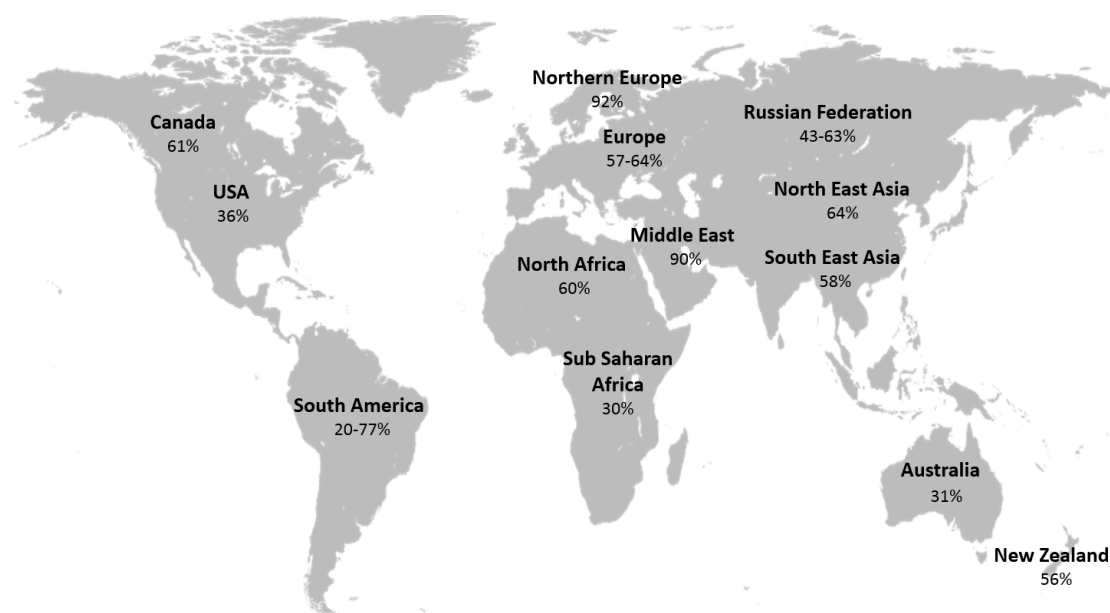 Northern Europe
92%
Canada
61%
Russian Federation
43-63%
Europe
57-64%
USA
36%
North East Asia
64%
Middle East
90%
South East Asia
58%
North Africa
60%
Sub Saharan
Africa
30%
South America
20-77%
Australia
31%
New Zealand
56%